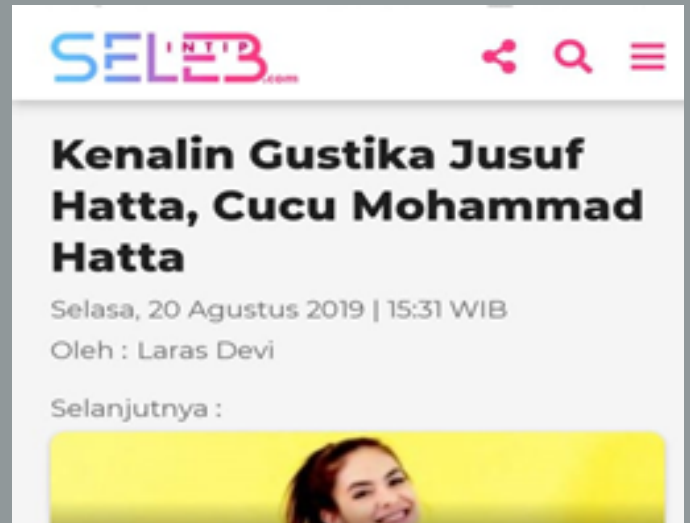 SELEB
INTIP
.com
Kenalin Gustika Jusuf
Hatta, Cucu Mohammad
Hatta
Selasa, 20 Agustus 2019 | 15:31 WIB
Oleh : Laras Devi
Selanjutnya :